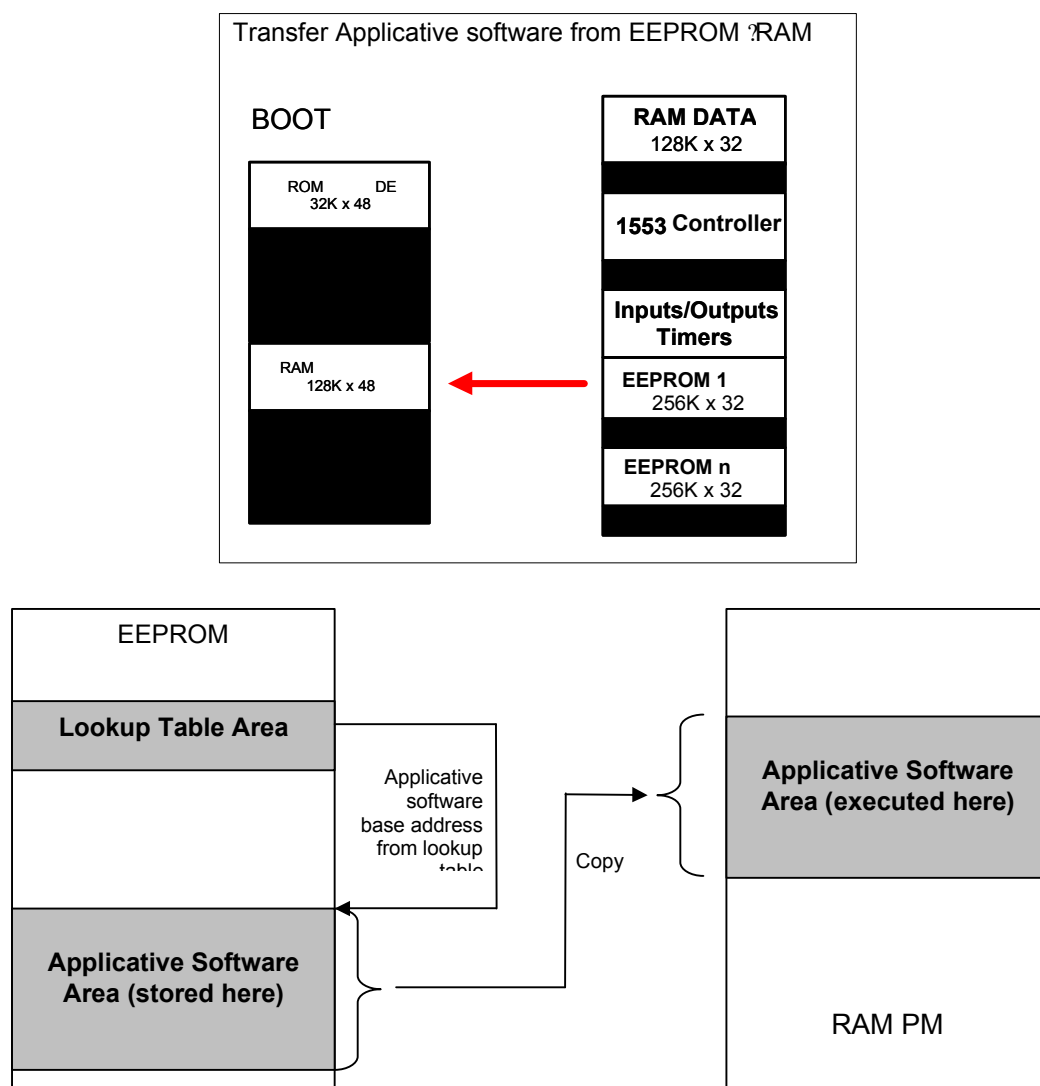 Transfer Applicative software from EEPROM ?RAM
BOOT
ROM DE
32K x 48
RAM
128K x 48
RAM DATA
128K x 32
1553 Controller
Inputs/Outputs
Timers
EEPROM 1
256K x 32
EEPROM n
256K x 32
EEPROM
Lookup Table Area
Applicative
software
base address
from lookup
table
Applicative Software
Area (stored here)
Copy
Applicative Software
Area (executed here)
RAM PM